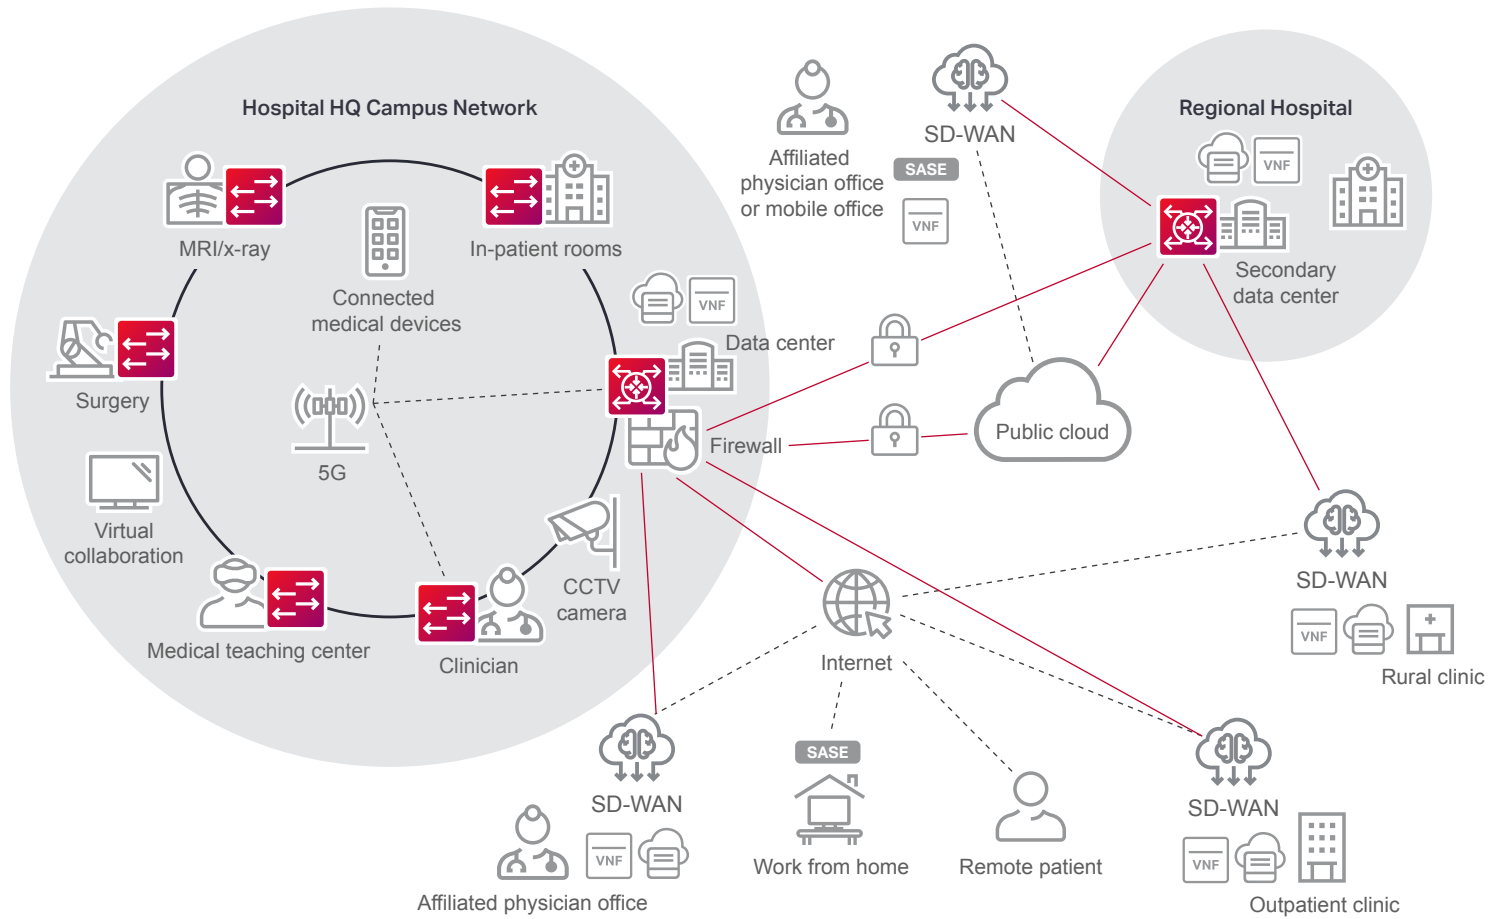 Hospital HQ Campus Network
MRI/x-ray
In-patient rooms
Connected
medical devices
VNF
Data center
Surgery
5G
Firewall
Virtual
collaboration
CCTV
camera
Medical teaching center
Clinician
Affiliated
physician office
or mobile office
SD-WAN
SASE
VNF
Regional Hospital
VNF
Secondary
data center
Public cloud
SD-WAN
VNF
Rural clinic
Internet
SD-WAN
VNF
Affiliated physician office
SASE
Work from home
Remote patient
SD-WAN
VNF
Outpatient clinic